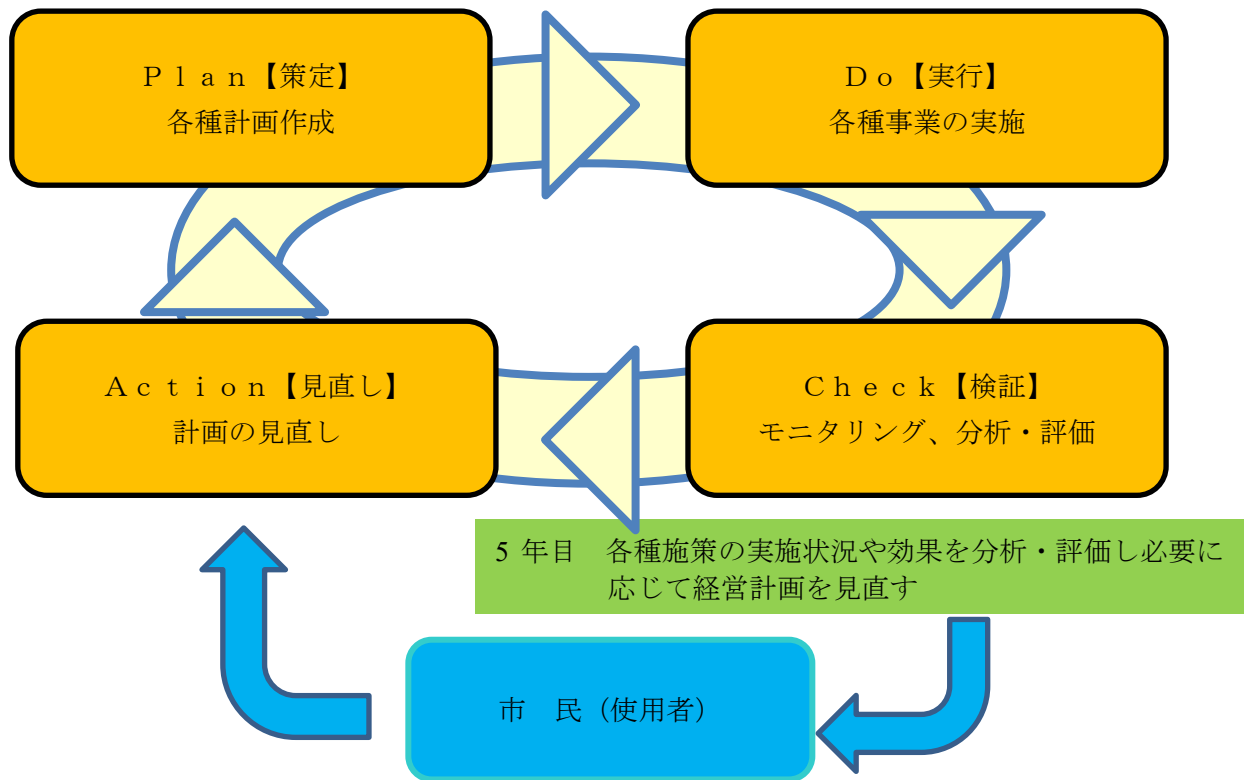 Ｐｌａｎ【策定】
各種計画作成
Ｄｏ【実行】
各種事業の実施
Ａｃｔｉｏｎ【見直し】
計画の見直し
Ｃｈｅｃｋ【検証】
モニタリング、分析・評価
5 年目　各種施策の実施状況や効果を分析・評価し必要に
応じて経営計画を見直す
市　民（使用者）